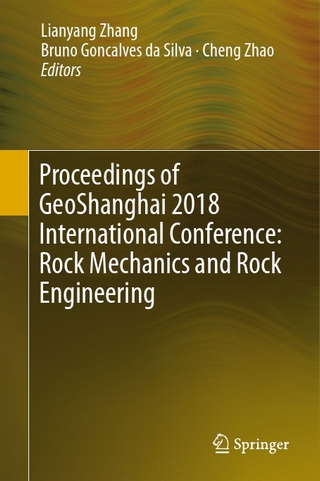 Lianyang Zhang
Bruno Goncalves da Silva · Cheng Zhao
Editors
Proceedings of
GeoShanghai 2018
International Conference:
Rock Mechanics and Rock
Engineering
Springer